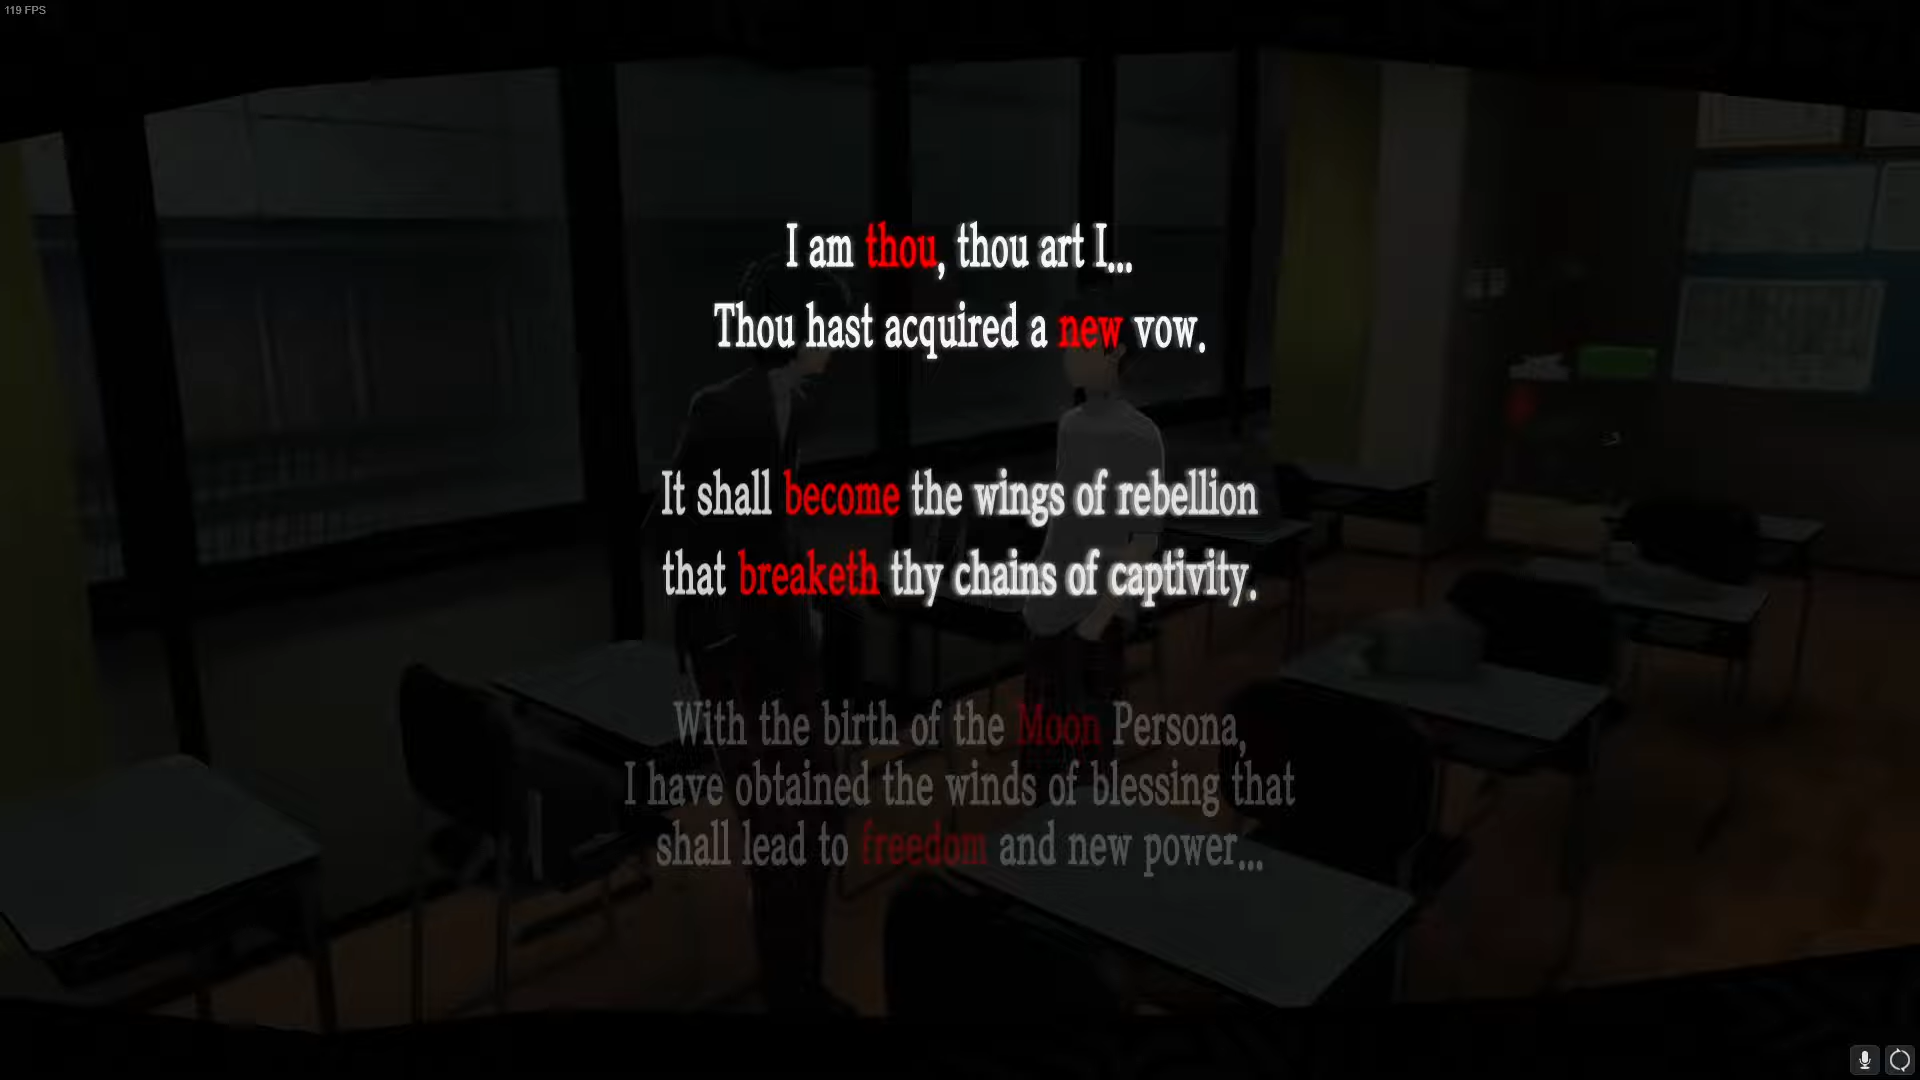 119 FPS
I am thou, thou art I...
Thou hast acquired a new vow.
It shall become the wings of rebellion
that breaketh thy chains of captivity.
With the birth of the Moon Persona,
I have obtained the winds of blessing that
shall lead to freedom and new power...